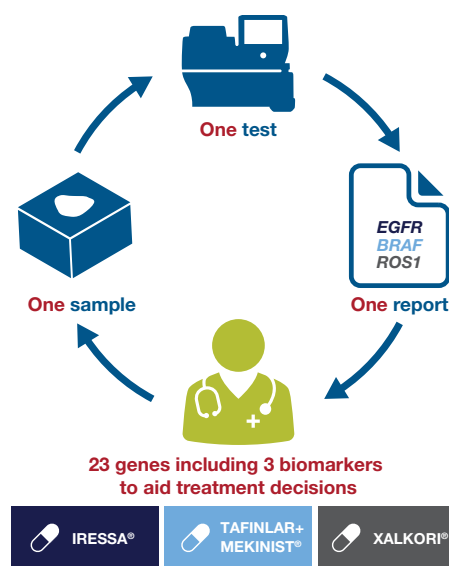 One test
EGFR
BRAF
ROS1
One sample
One report
23 genes including 3 biomarkers
to aid treatment decisions
IRESSA®
TAFINLAR+
MEKINIST®
XALKORI®